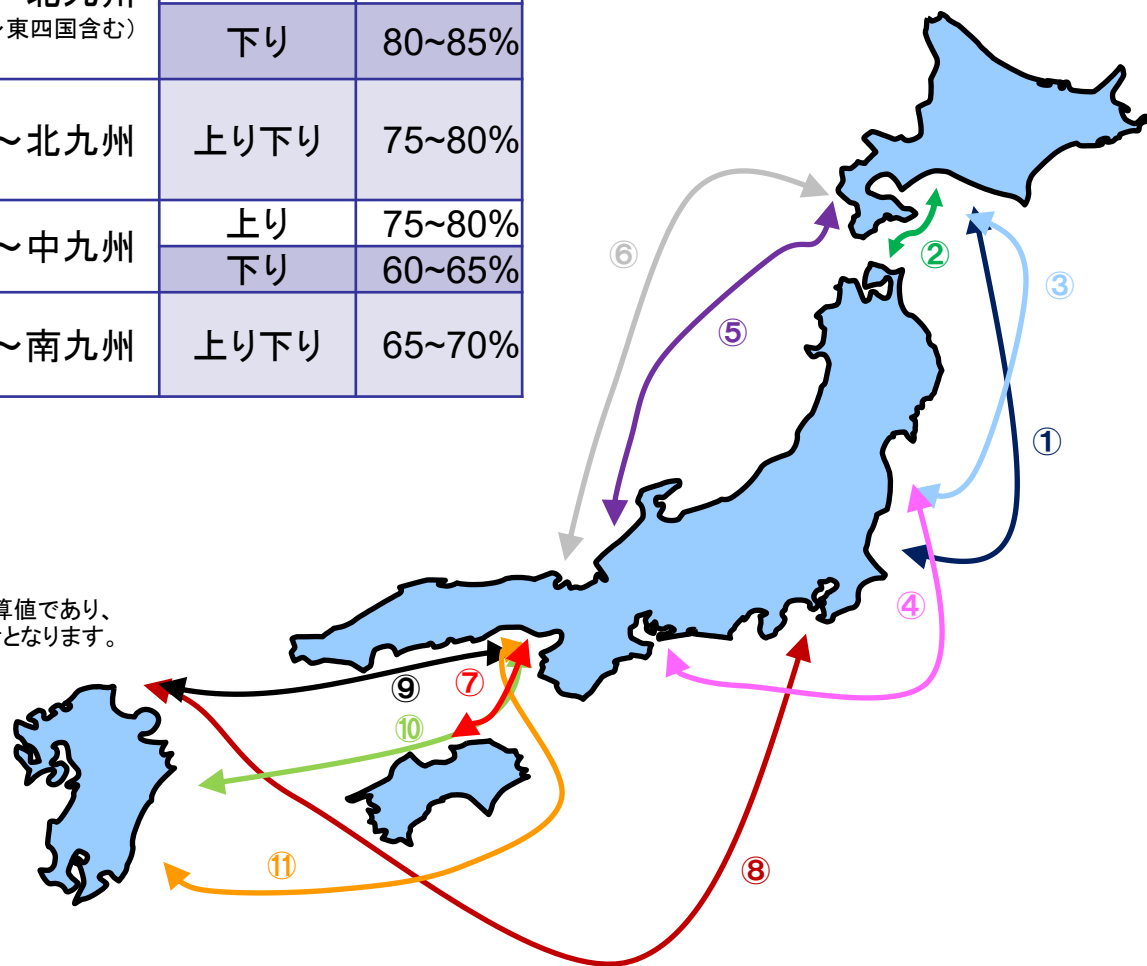 ~北九州
~東四国含む)
下り 80~85%
~北九州 上り下り 75~80%
~中九州 上り 75~80%
下り 60~65%
~南九州 上り下り 65~70%
算値であり、
となります。
⑥
②
③
⑤
①
④
⑦
⑨
⑩
⑪
⑧